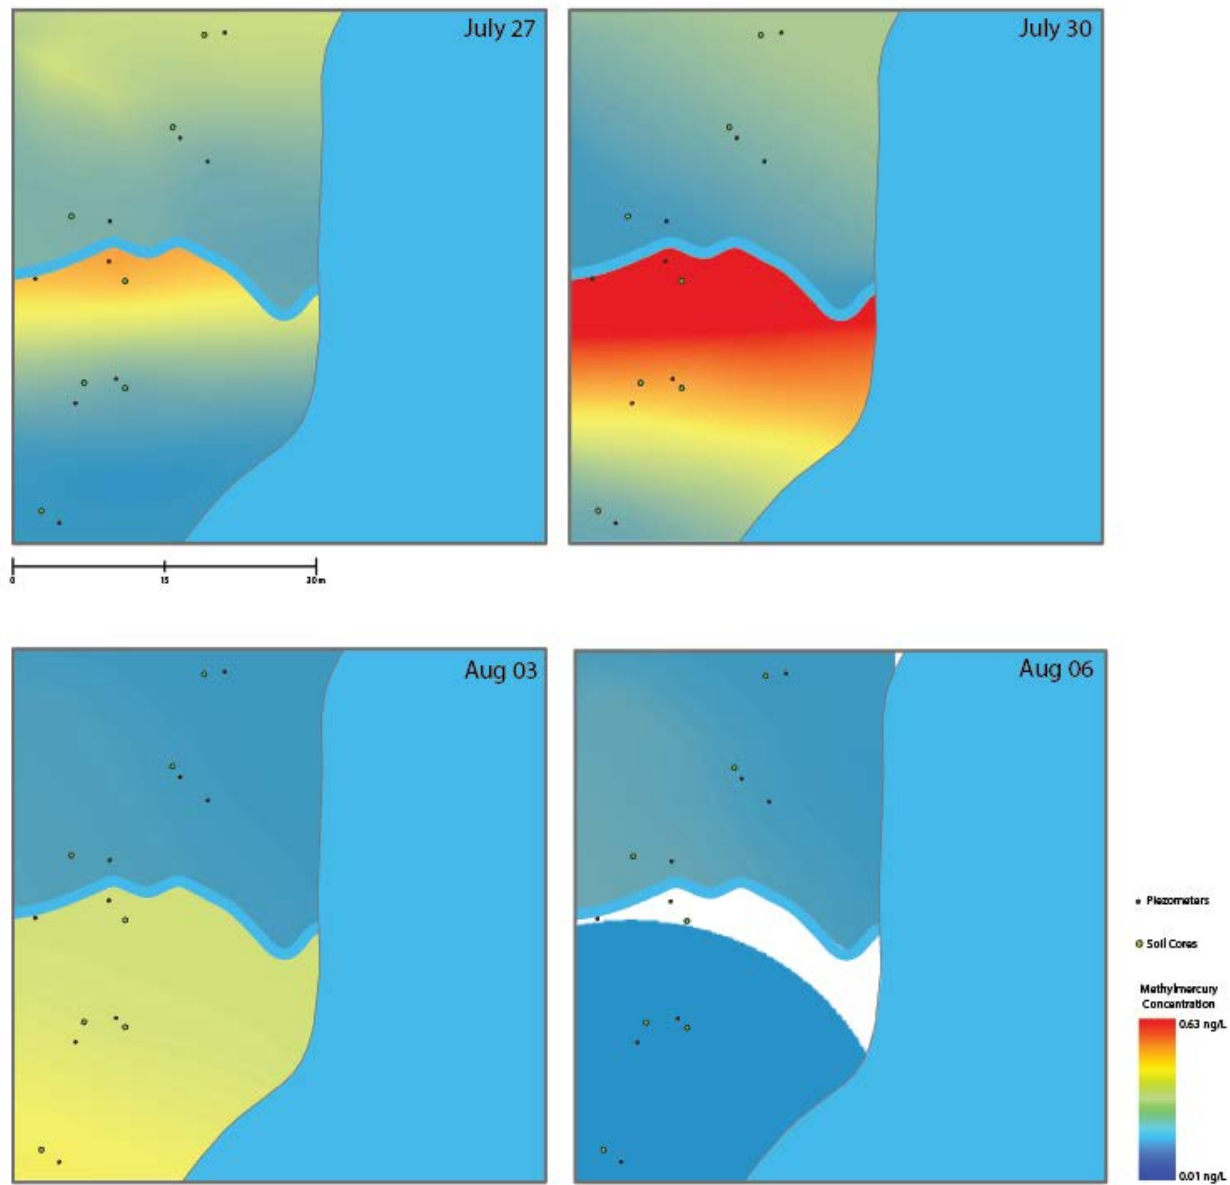 July 27
July 30
0 15 30m
Aug 03
Aug 06
Piezometers
Soil Cores
Methylmercury
Concentration
0.63 ng/L
0.01 ng/L